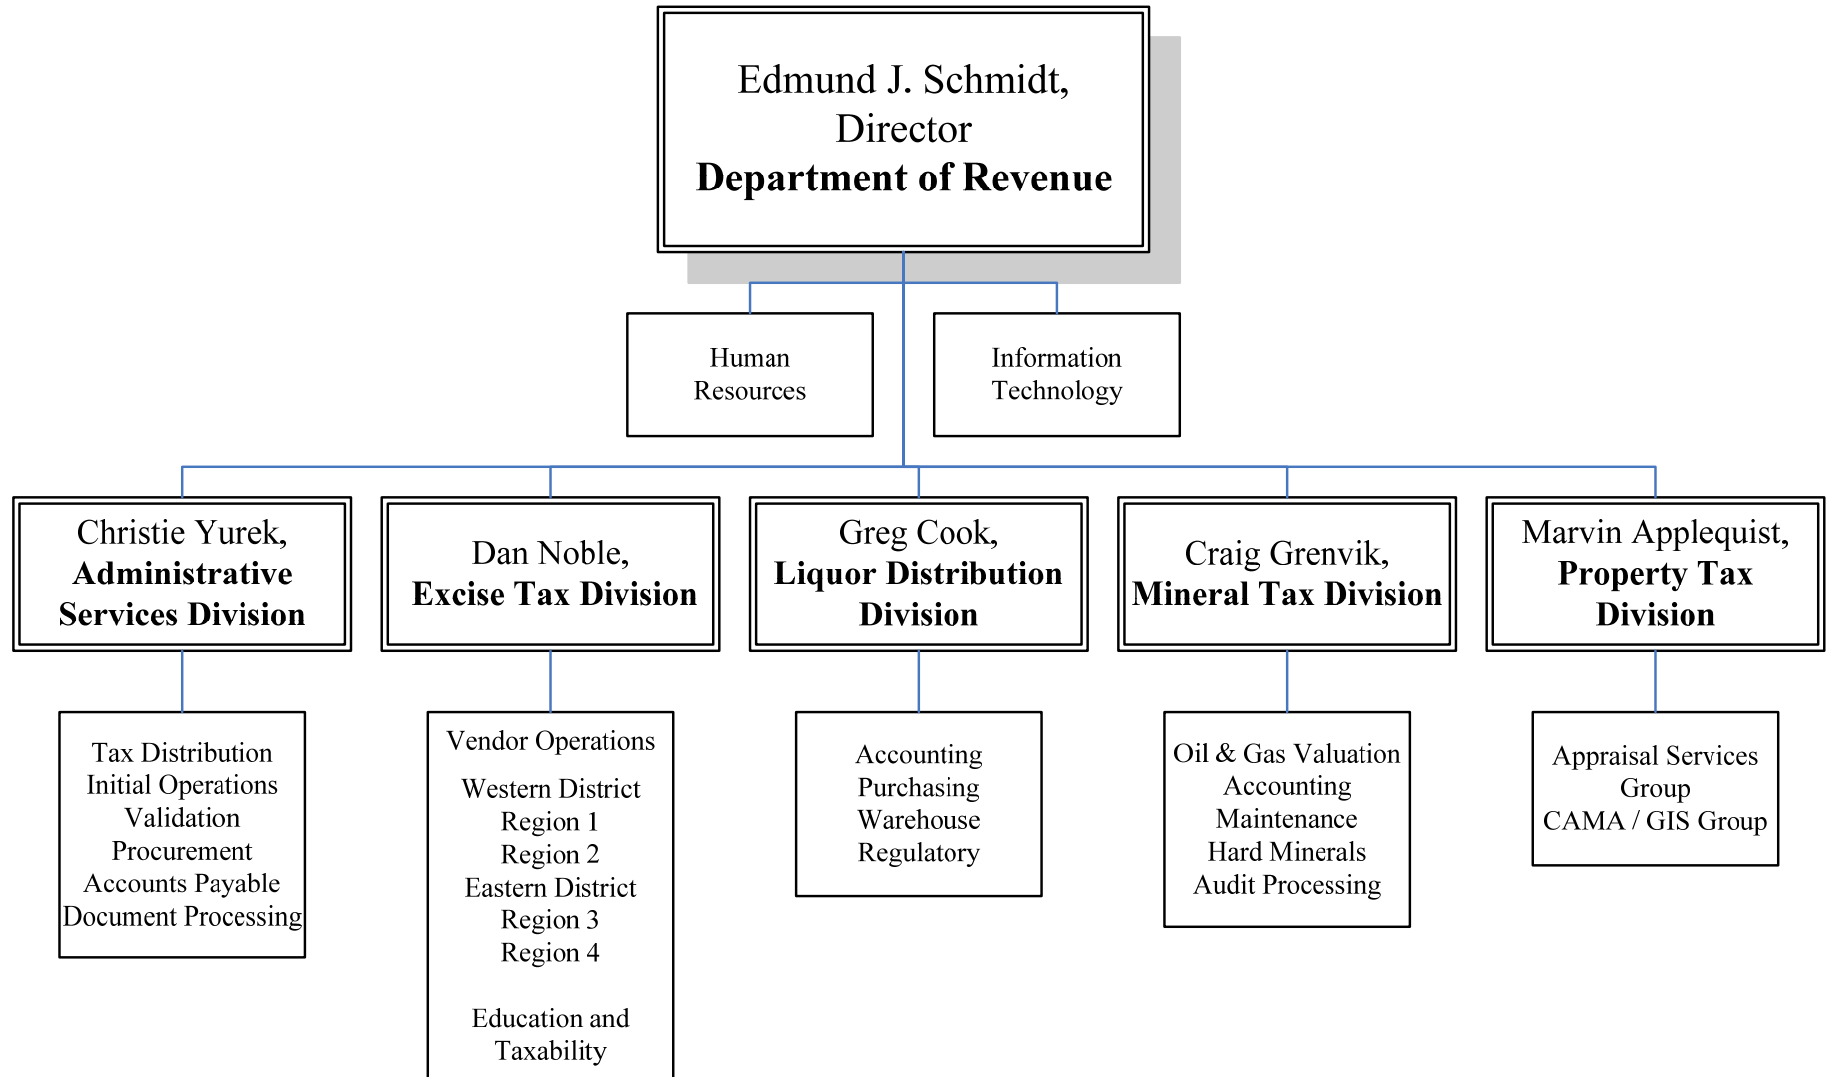 Edmund J. Schmidt,
Director
Department of Revenue
Human
Resources
Information
Technology
Christie Yurek,
Administrative
Services Division
Dan Noble,
Excise Tax Division
Greg Cook,
Liquor Distribution
Division
Craig Grenvik,
Mineral Tax Division
Marvin Applequist,
Property Tax
Division
Tax Distribution
Initial Operations
Validation
Procurement
Accounts Payable
Document Processing
Vendor Operations
Western District
Region 1
Region 2
Eastern District
Region 3
Region 4
Education and
Taxability
Accounting
Purchasing
Warehouse
Regulatory
Oil & Gas Valuation
Accounting
Maintenance
Hard Minerals
Audit Processing
Appraisal Services
Group
CAMA / GIS Group